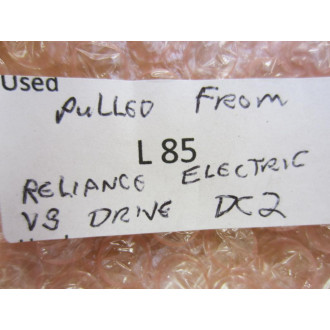 Used
PULLED FROM
L 85
RELIANCE ELECTRIC
VS DRIVE DC2